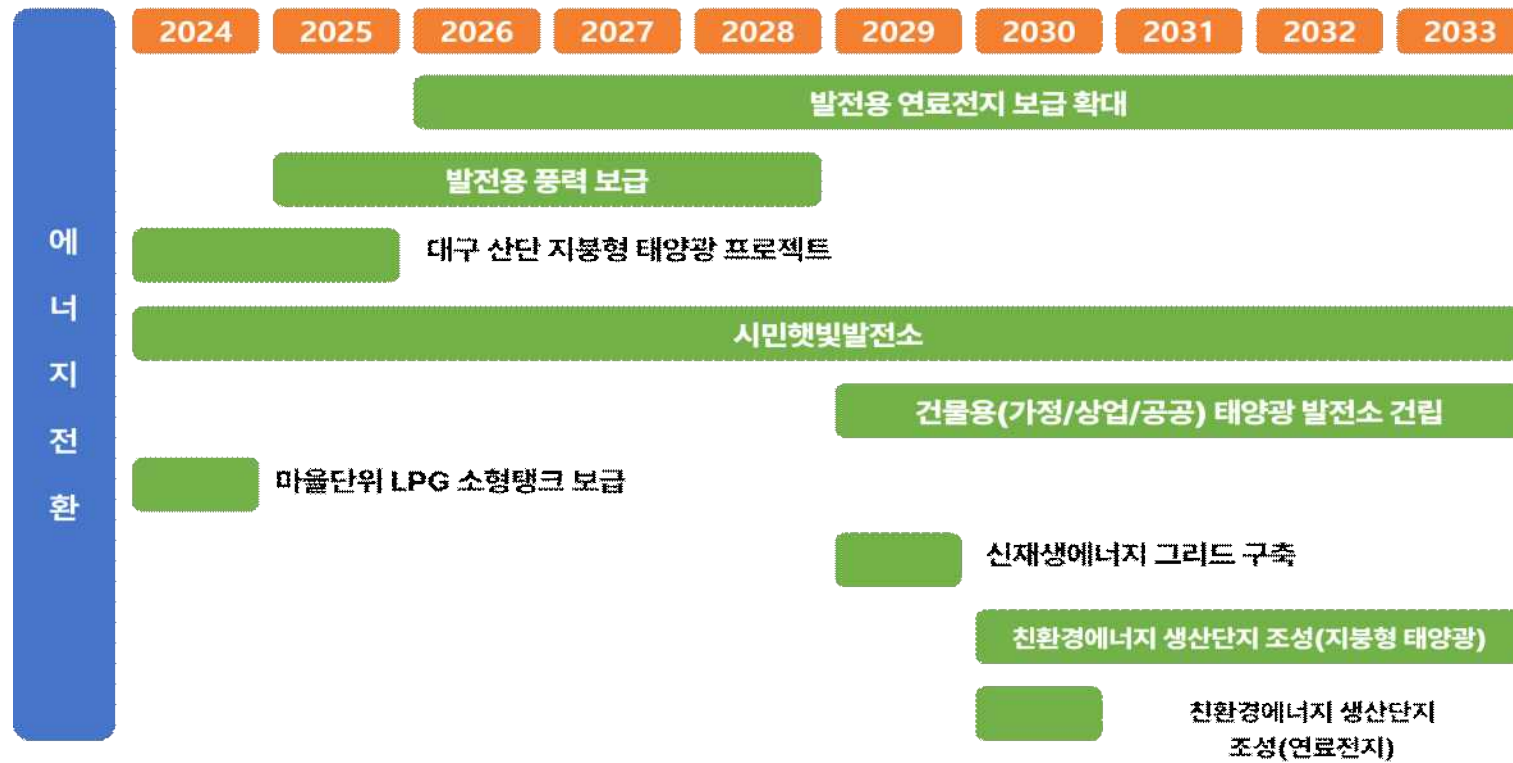 에너지전환
2024 2025 2026 2027 2028 2029 2030 2031 2032 2033
발전용 연료전지 보급 확대
발전용 풍력 보급
대구 산단 지붕형 태양광 프로젝트
시민햇빛발전소
건물용(가정/상업/공공) 태양광 발전소 건립
마을단위 LPG 소형탱크 보급
신재생에너지 그리드 구축
친환경에너지 생산단지 조성(지붕형 태양광)
친환경에너지 생산단지
조성(연료전지)